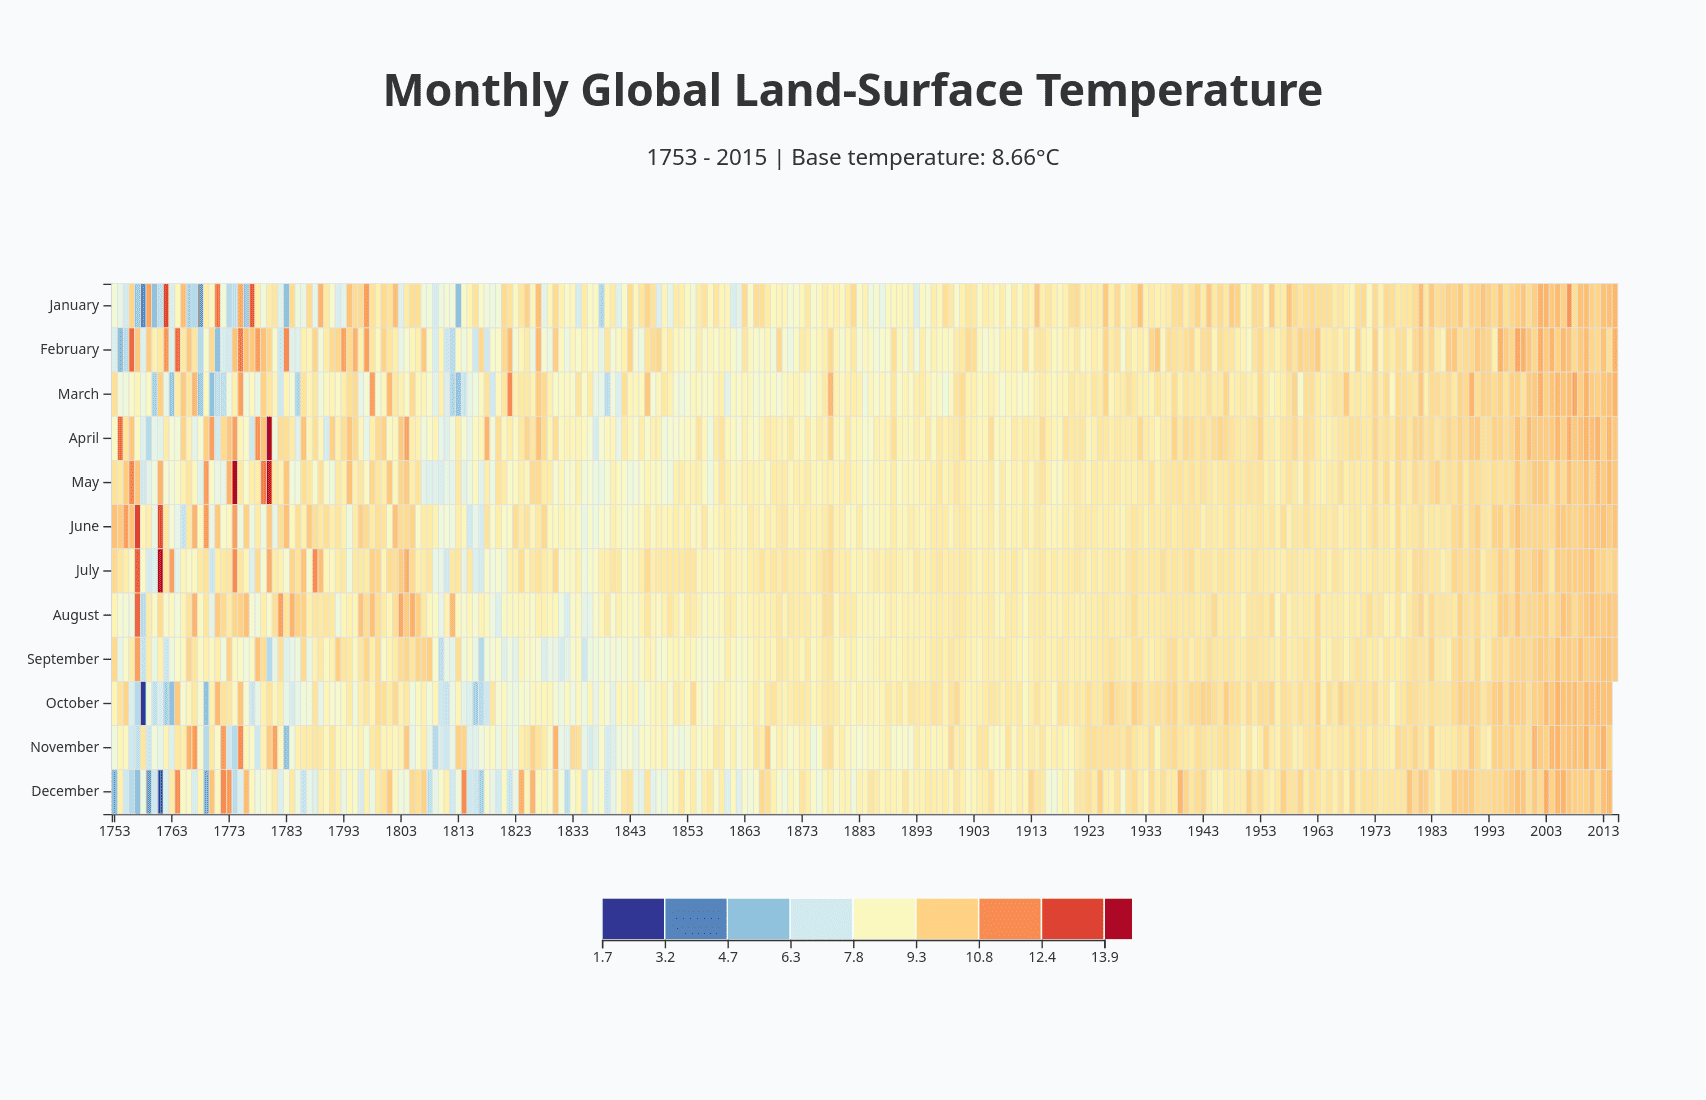 Monthly Global Land-Surface Temperature
1753 - 2015 | Base temperature: 8.66°C
January
February
March
April
May
June
July
August
September
October
November
December
1753 1763 1773 1783 1793 1803 1813 1823 1833 1843 1853 1863 1873 1883 1893 1903 1913 1923 1933 1943 1953 1963 1973 1983 1993 2003 2013
1.7 3.2 4.7 6.3 7.8 9.3 10.8 12.4 13.9